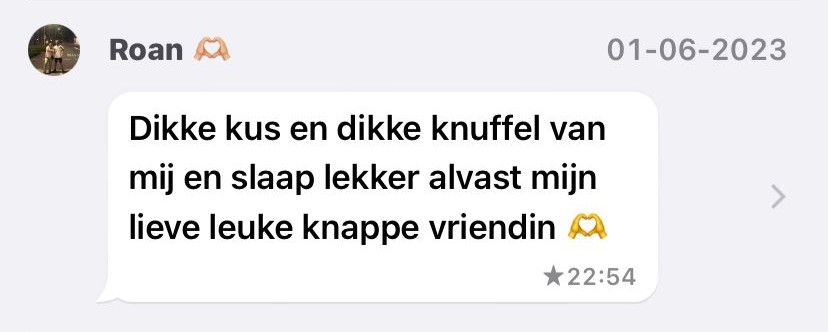 Roan 🫶🏼 01-06-2023
Dikke kus en dikke knuffel van
mij en slaap lekker alvast mijn
lieve leuke knappe vriendin 🫶
★22:54